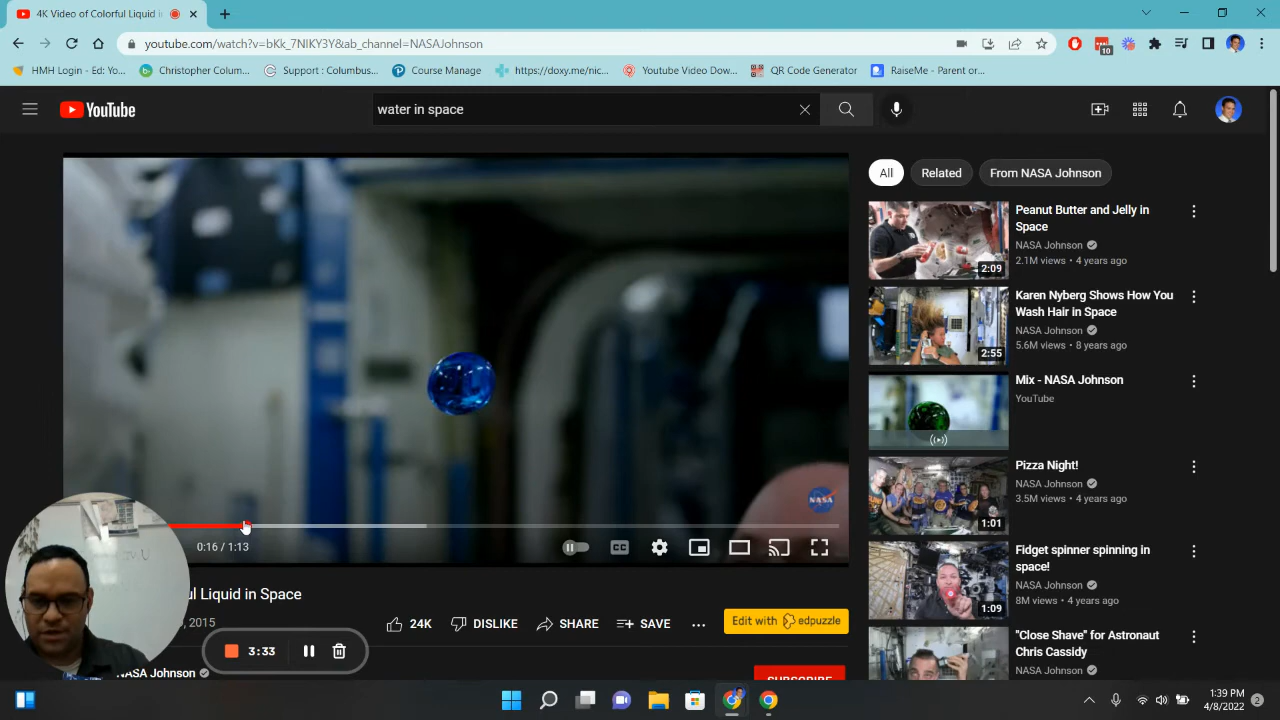 4K Video of Colorful Liquid i
youtube.com/watch?v=bKk_7NIKY3Y&ab_channel=NASAJohnson
10
HMH Login - Ed: You...
Christopher Colum...
Support : Columbus...
Course Manage
https://doxy.me/nic...
Youtube Video Dow...
QR Code Generator
RaiseMe - Parent or...
YouTube
water in space
All
Related
From NASA Johnson
Peanut Butter and Jelly in
Space
NASA Johnson
2.1M views • 4 years ago
2:09
Karen Nyberg Shows How You
Wash Hair in Space
NASA Johnson
5.6M views • 8 years ago
2:55
Mix - NASA Johnson
YouTube
Pizza Night!
NASA Johnson
3.5M views • 4 years ago
1:01
Fidget spinner spinning in
space!
NASA Johnson
8M views • 4 years ago
1:09
"Close Shave" for Astronaut
Chris Cassidy
NASA Johnson
NASA
0:16 / 1:13
CC
ul Liquid in Space
, 2015
24K
DISLIKE
SHARE
SAVE
Edit with edpuzzle
3:33
NASA Johnson
SUBSCRIBE
1:39 PM
4/8/2022
2